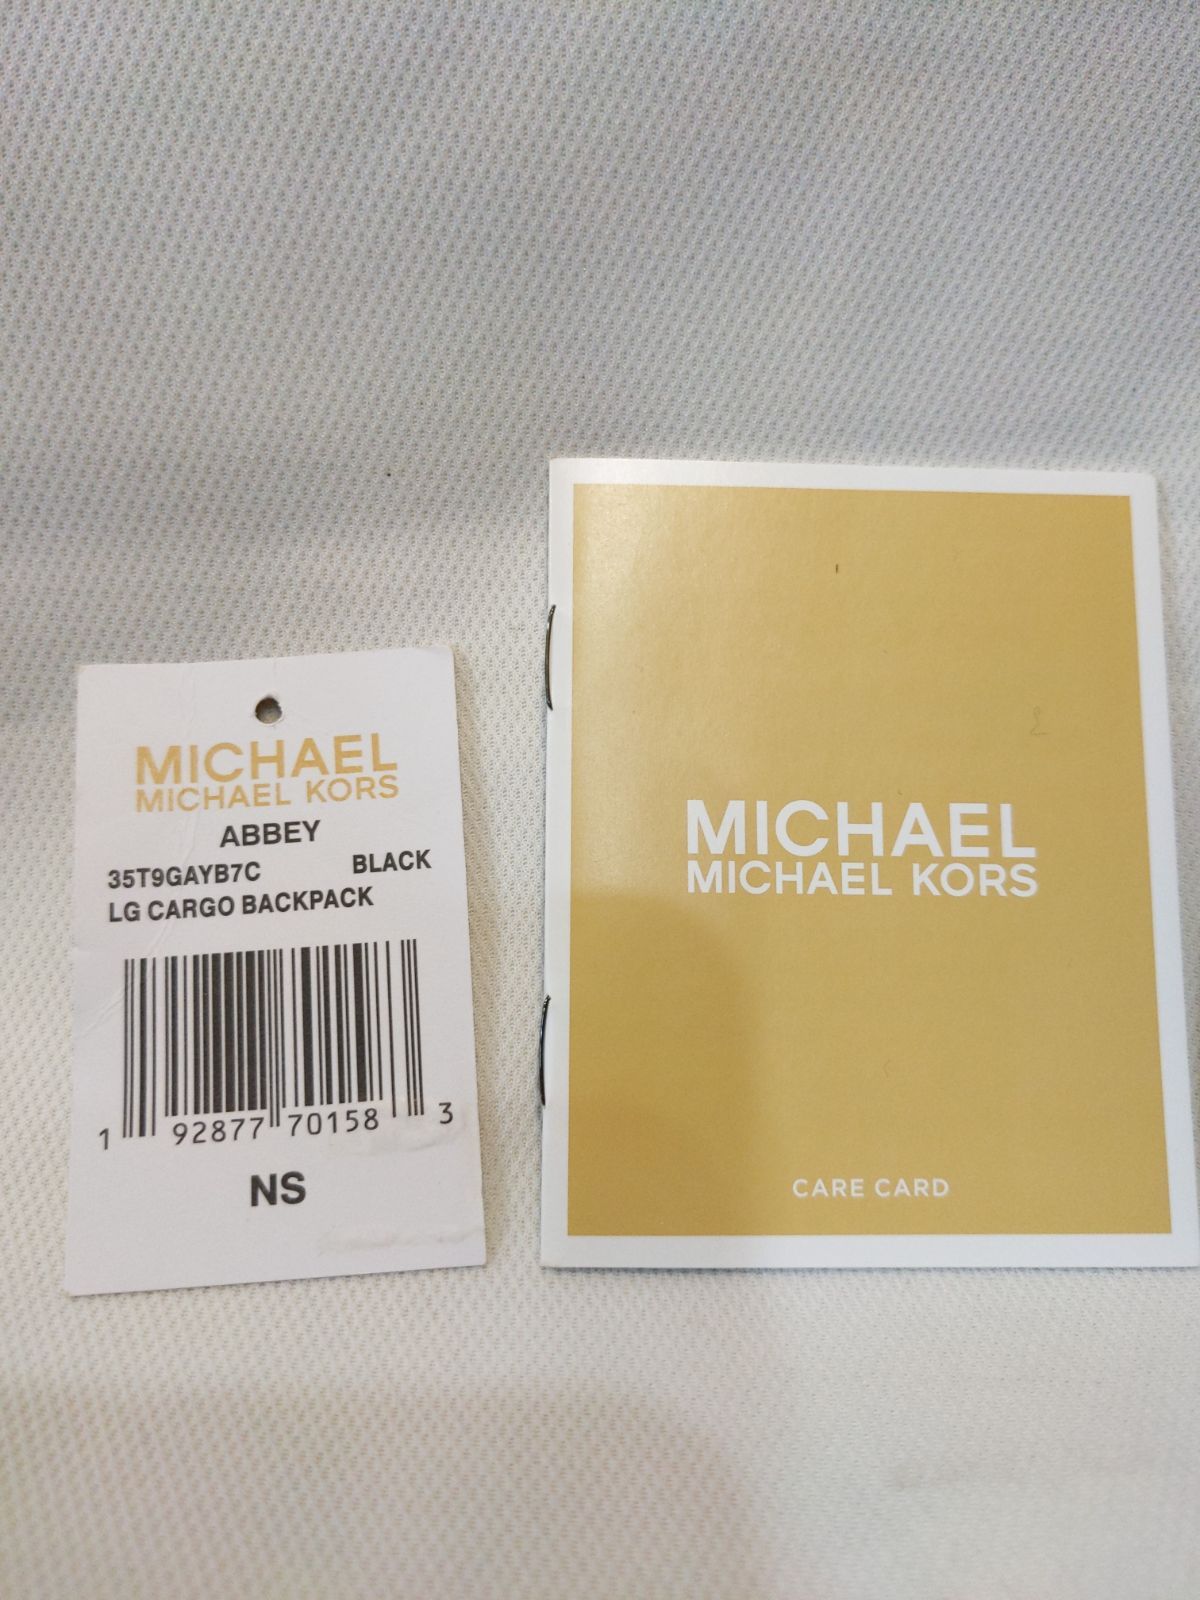 MICHAEL
MICHAEL KORS
ABBEY
35T9GAYB7C BLACK
LG CARGO BACKPACK
1 92877 70158 3
NS
MICHAEL
MICHAEL KORS
CARE CARD